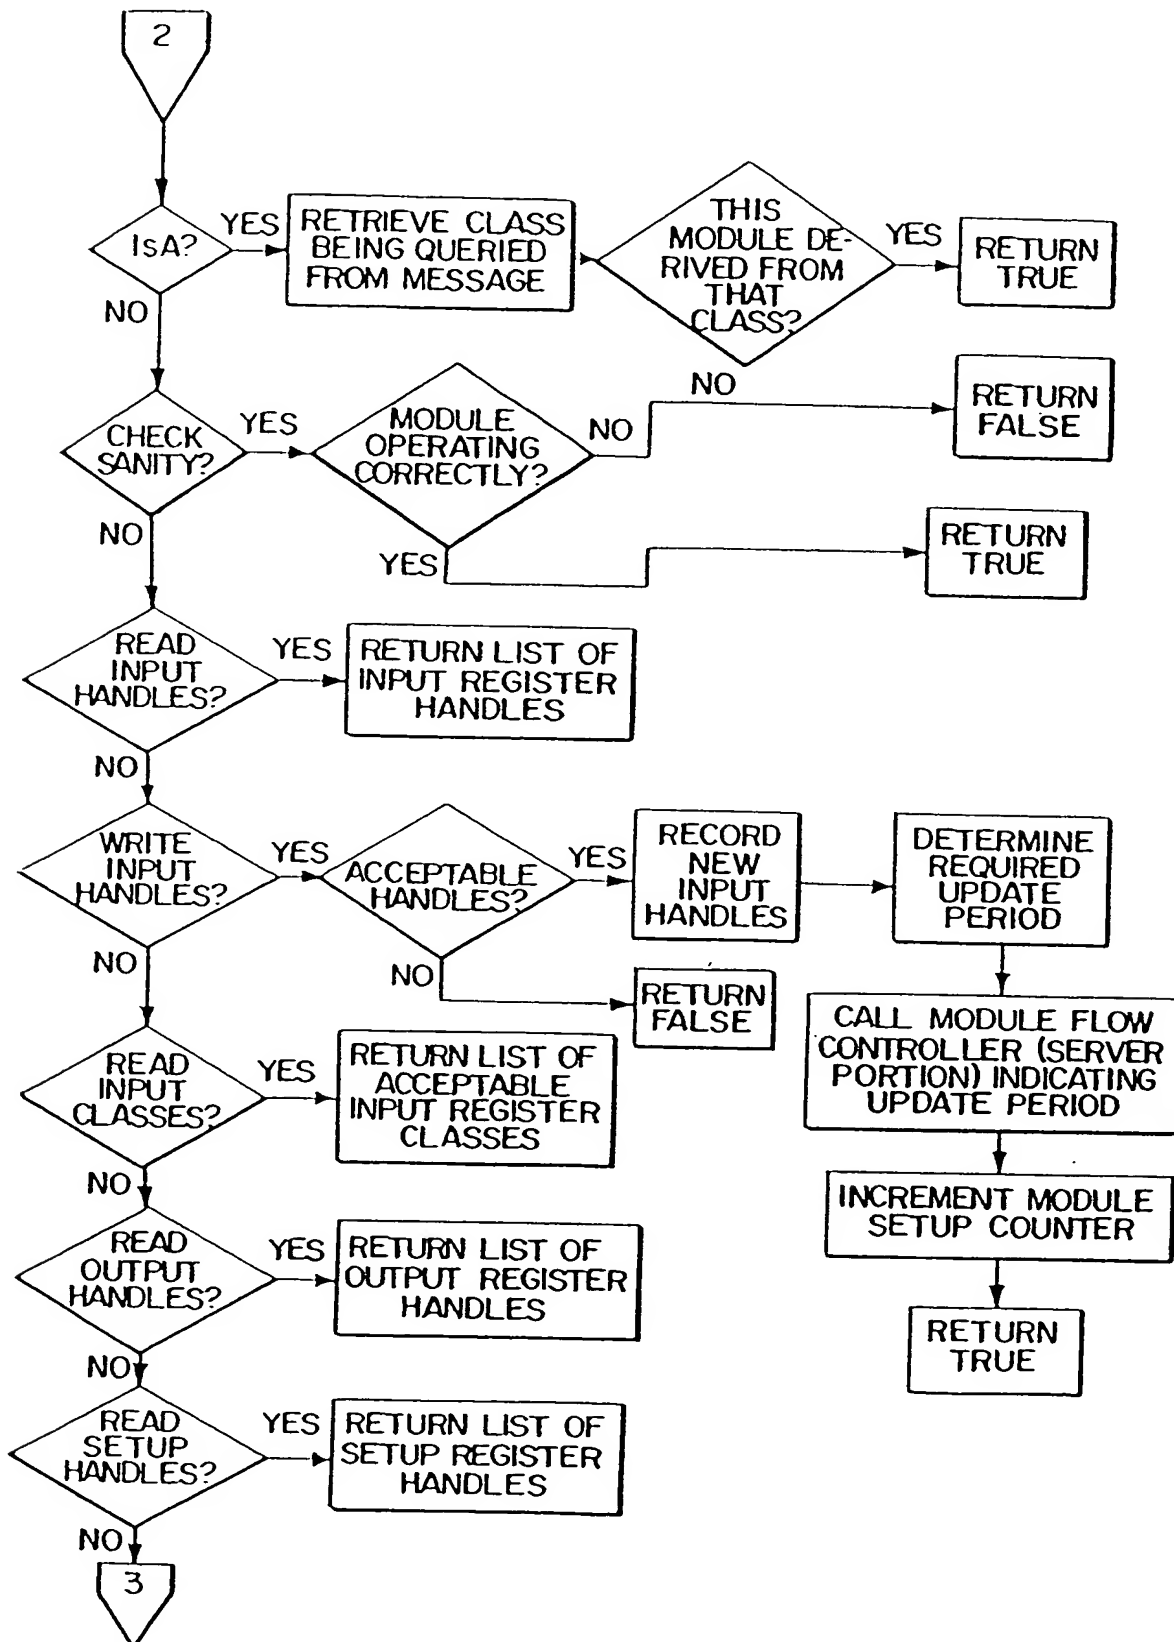 2
IsA?
YES
RETRIEVE CLASS
BEING QUERIED
FROM MESSAGE
THIS
MODULE DE-
RIVED FROM
THAT
CLASS?
YES
RETURN
TRUE
NO
NO
RETURN
FALSE
CHECK
SANITY?
YES
MODULE
OPERATING
CORRECTLY?
NO
NO
YES
RETURN
TRUE
READ
INPUT
HANDLES?
YES
RETURN LIST OF
INPUT REGISTER
HANDLES
NO
WRITE
INPUT
HANDLES?
YES
ACCEPTABLE
HANDLES?
YES
RECORD
NEW
INPUT
HANDLES
DETERMINE
REQUIRED
UPDATE
PERIOD
NO
NO
RETURN
FALSE
CALL MODULE FLOW
CONTROLLER (SERVER
PORTION) INDICATING
UPDATE PERIOD
READ
INPUT
CLASSES?
YES
RETURN LIST OF
ACCEPTABLE
INPUT REGISTER
CLASSES
INCREMENT MODULE
SETUP COUNTER
NO
READ
OUTPUT
HANDLES?
YES
RETURN LIST OF
OUTPUT REGISTER
HANDLES
RETURN
TRUE
NO
READ
SETUP
HANDLES?
YES
RETURN LIST OF
SETUP REGISTER
HANDLES
NO
3